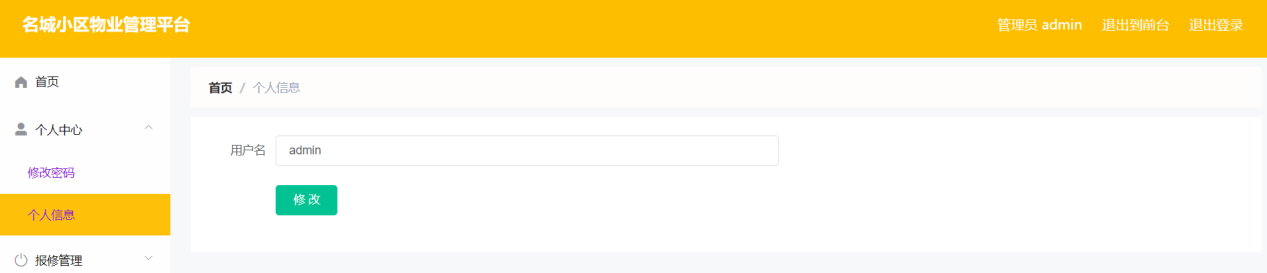 名城小区物业管理平台
管理员 admin 退出到前台 退出登录
首页
首页 / 个人信息
个人中心
用户名 admin
修改密码
修 改
个人信息
报修管理